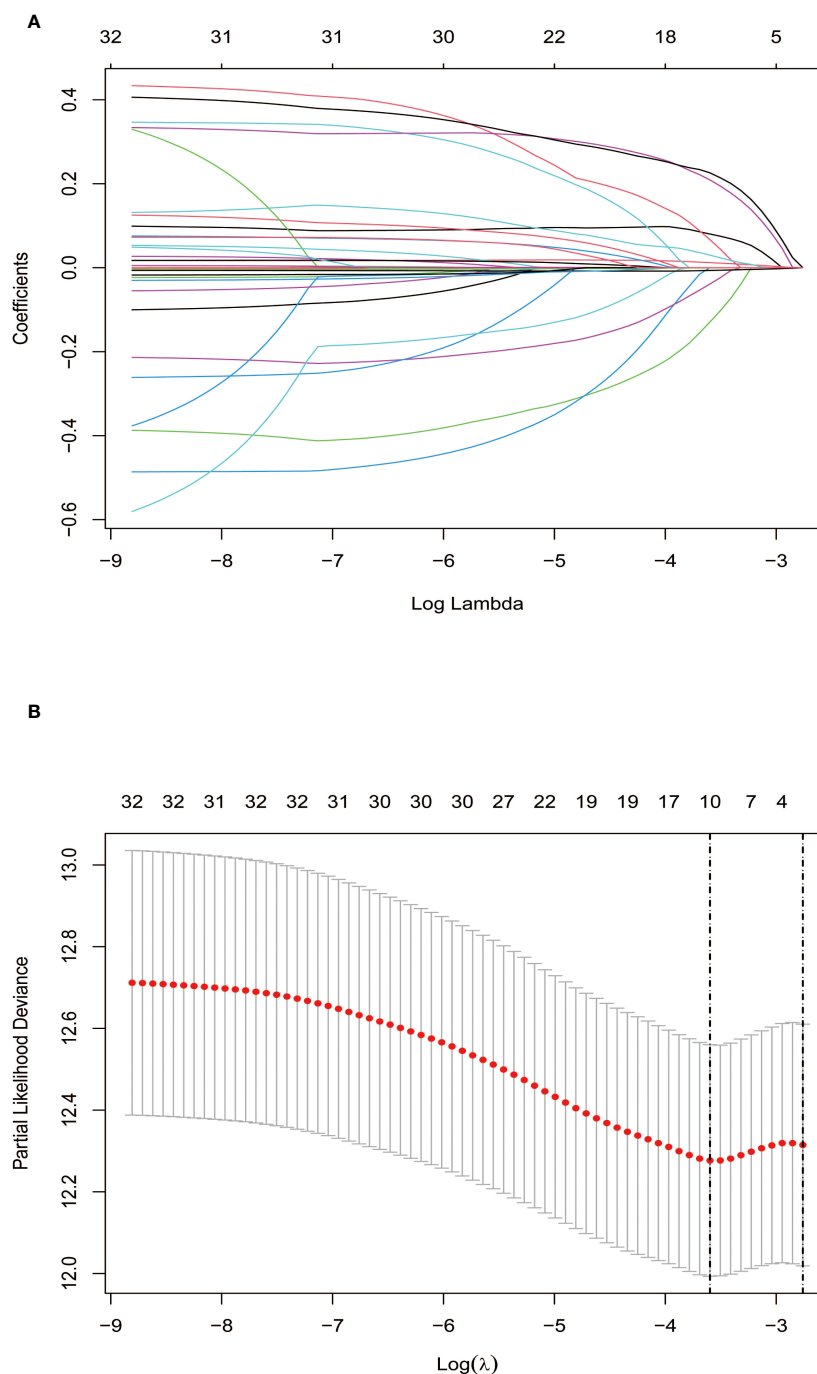 A
32 31 31 30 22 18 5
0.4
0.2
0.0
−0.2
−0.4
−0.6
Coefficients
−9 −8 −7 −6 −5 −4 −3
Log Lambda
B
32 32 31 32 32 31 30 30 30 27 22 19 19 17 10 7 4
13.0
12.8
12.6
12.4
12.2
12.0
Partial Likelihood Deviance
−9 −8 −7 −6 −5 −4 −3
Log(λ)